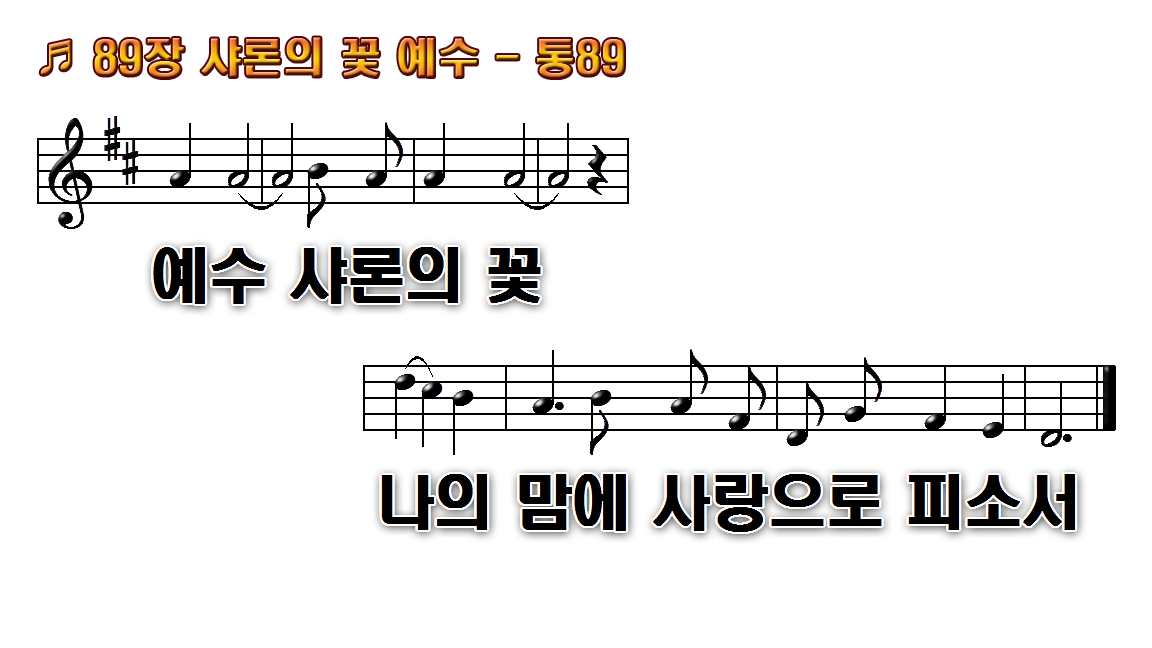 ♬ 89장 샤론의 꽃 예수 - 통89
예수 샤론의 꽃
나의 맘에 사랑으로 피소서